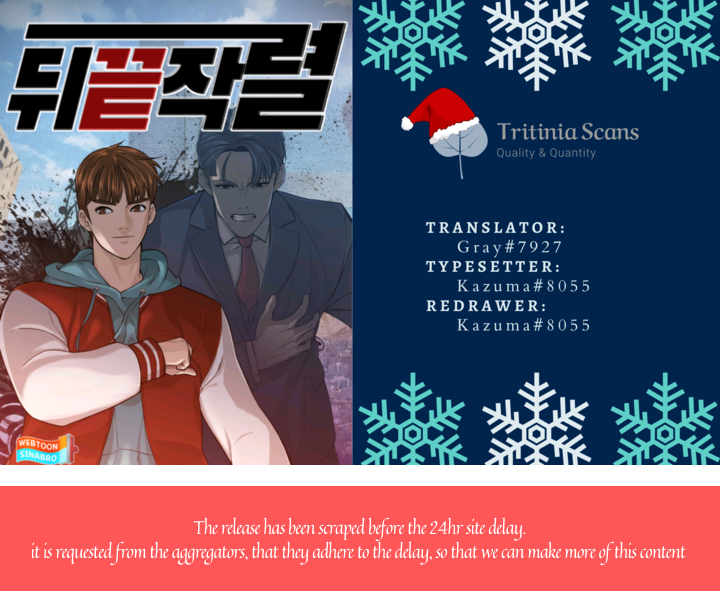 뒤끝작렬
WEBTOON
SINABRO
Tritinia Scans
Quality & Quantity
TRANSLATOR:
Gray#7927
TYPESETTER:
Kazuma#8055
REDRAWER:
Kazuma#8055
The release has been scraped before the 24hr site delay.
it is requested from the aggregators, that they adhere to the delay, so that we can make more of this content